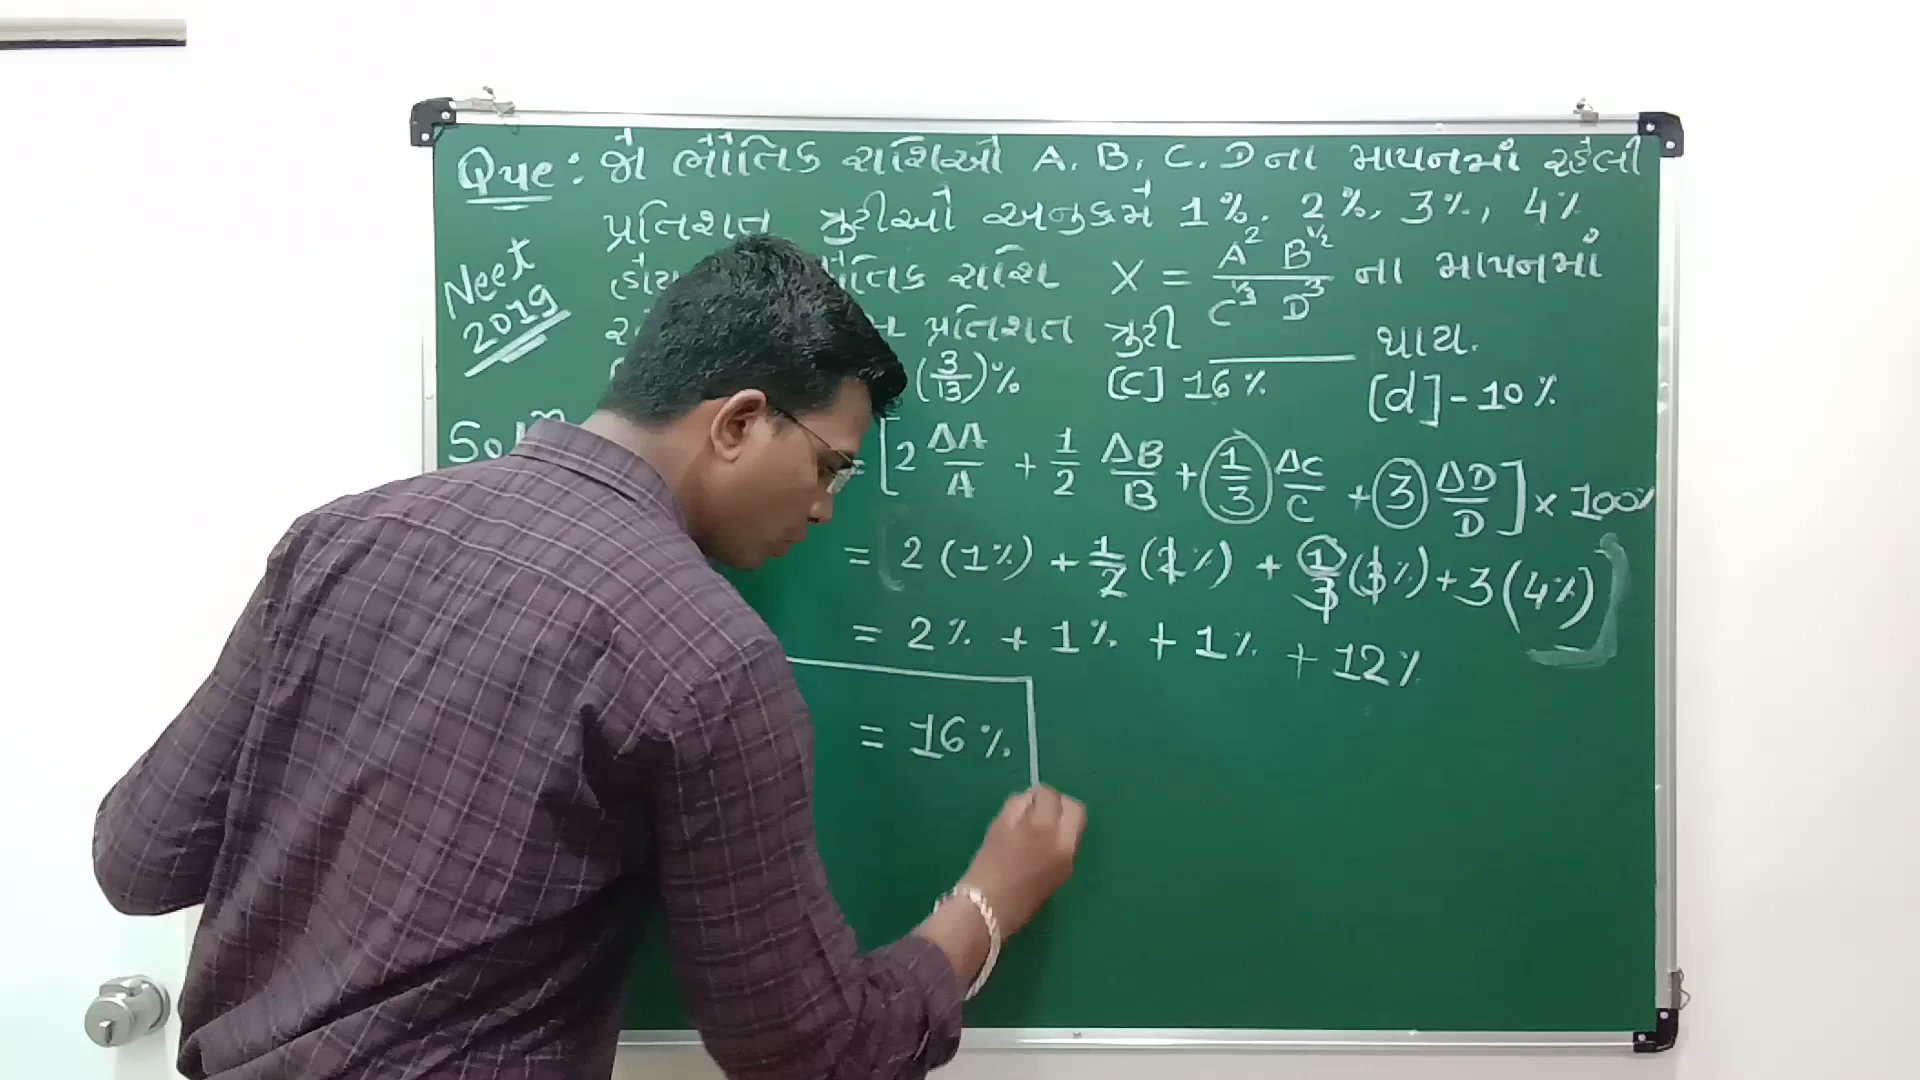 Que : જો ભૌતિક રાશિઓ A, B, C, D ના માપનમાં રહેલી
પ્રતિશત ત્રુટીઓ અનુક્રમે 1%. 2%, 3%, 4%
Neet 2019
X = A² B^½ / C^⅓ D³ ના માપનમાં
રાશિ
પ્રતિશત ત્રુટી ______ થાય.
(3/13)% [C] 16% [d] -10%
= [2 ΔA/A + 1/2 ΔB/B + 1/3 ΔC/C + 3 ΔD/D] × 100%
= 2 (1%) + 1/2 (2%) + 1/3 (3%) + 3 (4%)
= 2% + 1% + 1% + 12%
= 16%